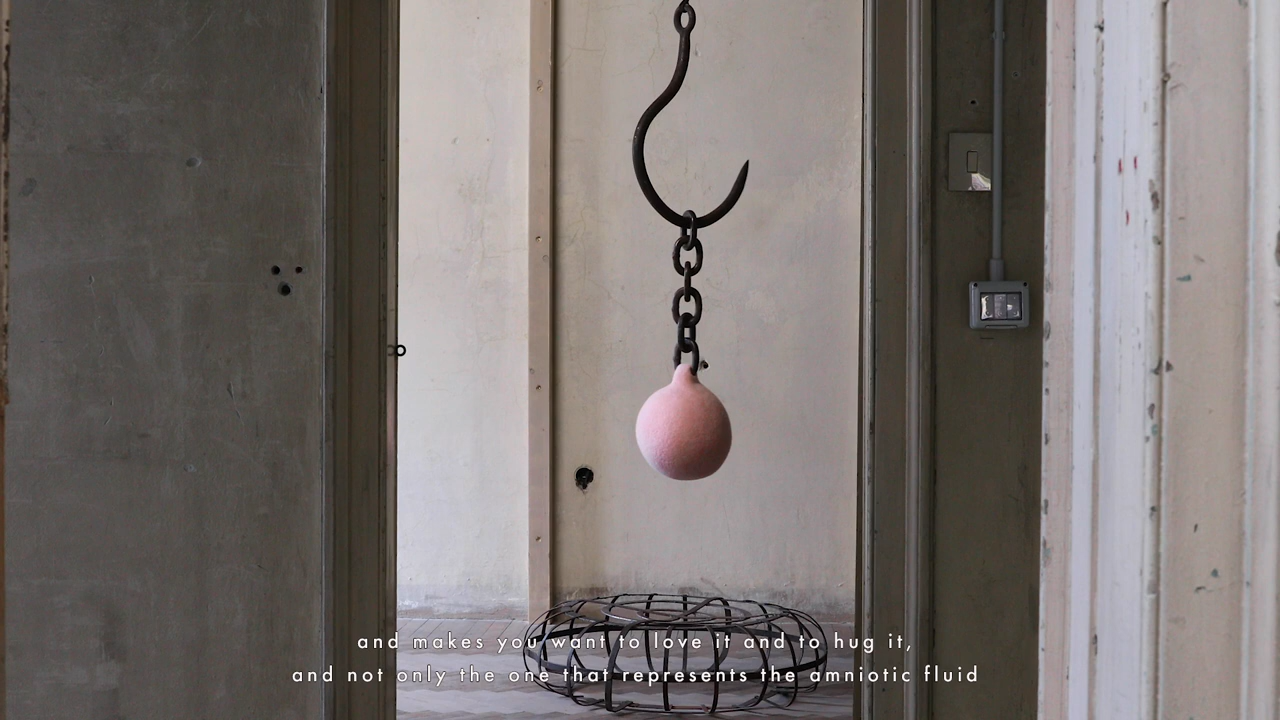 and makes you want to love it and to hug it,
and not only the one that represents the amniotic fluid